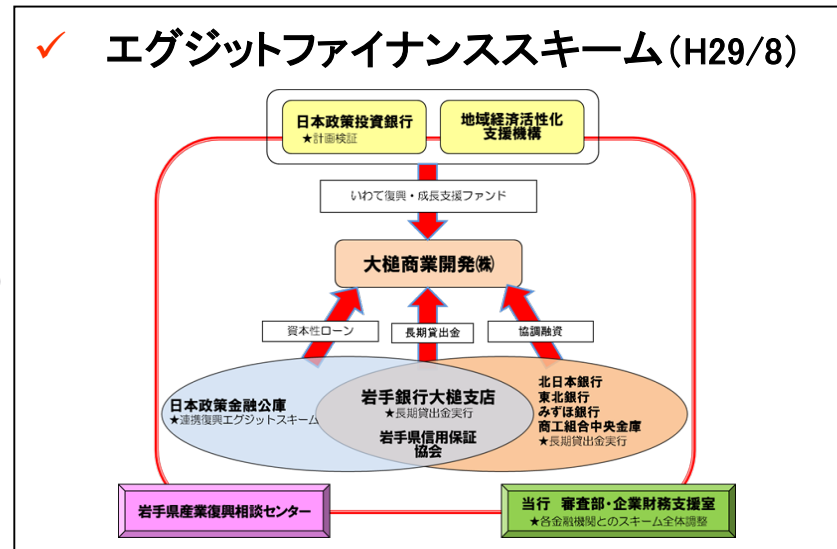 ✓ エグジットファイナンススキーム(H29/8)
日本政策投資銀行
★計画検証
地域経済活性化
支援機構
いわて復興・成長支援ファンド
大槌商業開発㈱
資本性ローン
長期貸出金
協調融資
日本政策金融公庫
★連携復興エグジットスキーム
岩手銀行大槌支店
★長期貸出金実行
岩手県信用保証
協会
北日本銀行
東北銀行
みずほ銀行
商工組合中央金庫
★長期貸出金実行
岩手県産業復興相談センター
当行 審査部・企業財務支援室
★各金融機関とのスキーム全体調整